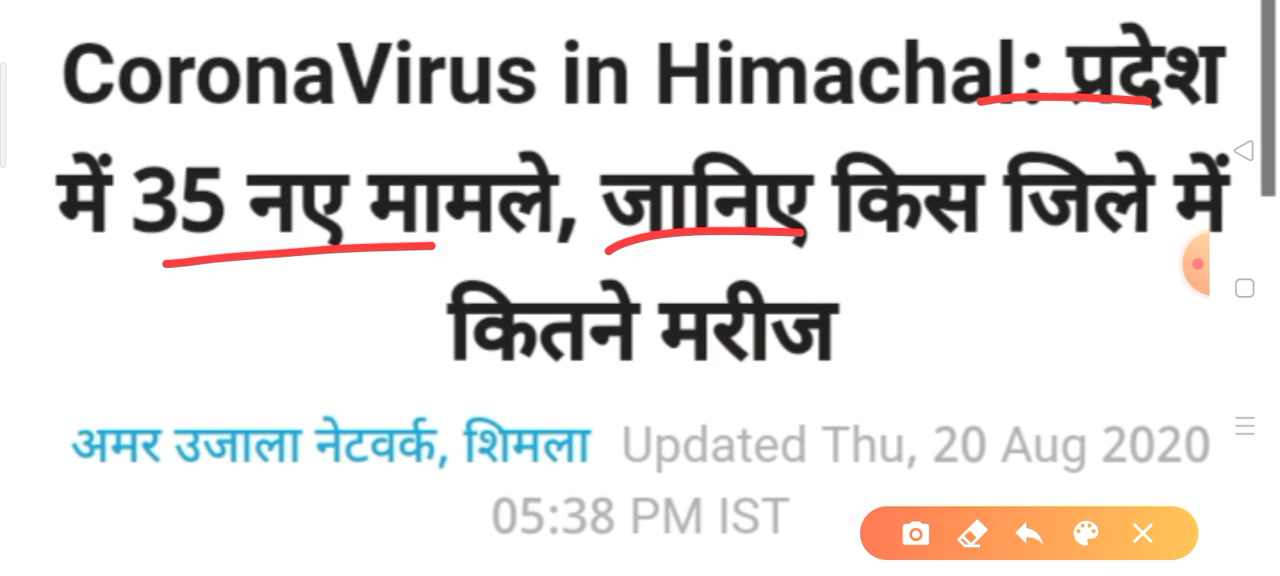 CoronaVirus in Himachal: प्रदेश
में 35 नए मामले, जानिए किस जिले में
कितने मरीज
अमर उजाला नेटवर्क, शिमला Updated Thu, 20 Aug 2020
05:38 PM IST